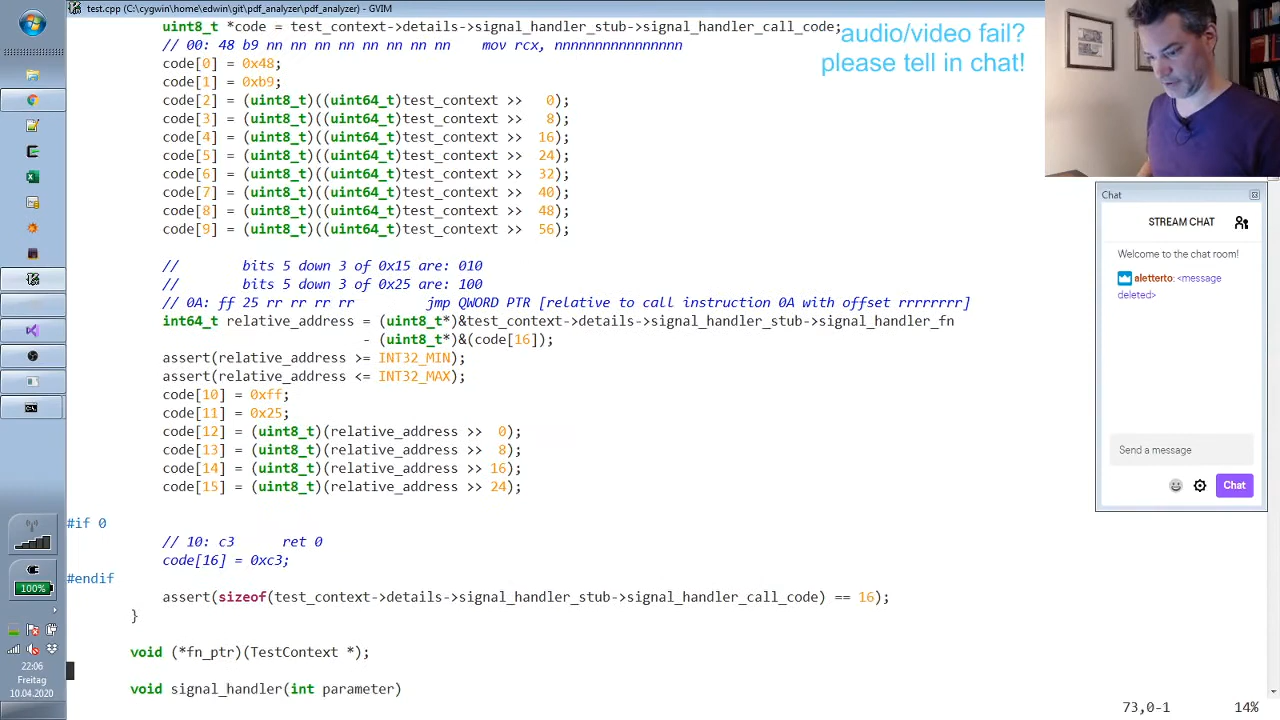 test.cpp (C:\cygwin\home\edwin\git\pdf_analyzer\pdf_analyzer) - GVIM
uint8_t *code = test_context->details->signal_handler_stub->signal_handler_call_code;
// 00: 48 b9 nn nn nn nn nn nn nn nn    mov rcx, nnnnnnnnnnnnnnnn
code[0] = 0x48;
code[1] = 0xb9;
code[2] = (uint8_t)((uint64_t)test_context >>   0);
code[3] = (uint8_t)((uint64_t)test_context >>   8);
code[4] = (uint8_t)((uint64_t)test_context >>  16);
code[5] = (uint8_t)((uint64_t)test_context >>  24);
code[6] = (uint8_t)((uint64_t)test_context >>  32);
code[7] = (uint8_t)((uint64_t)test_context >>  40);
code[8] = (uint8_t)((uint64_t)test_context >>  48);
code[9] = (uint8_t)((uint64_t)test_context >>  56);
//        bits 5 down 3 of 0x15 are: 010
//        bits 5 down 3 of 0x25 are: 100
// 0A: ff 25 rr rr rr rr         jmp QWORD PTR [relative to call instruction 0A with offset rrrrrrrr]
int64_t relative_address = (uint8_t*)&test_context->details->signal_handler_stub->signal_handler_fn
- (uint8_t*)&(code[16]);
assert(relative_address >= INT32_MIN);
assert(relative_address <= INT32_MAX);
code[10] = 0xff;
code[11] = 0x25;
code[12] = (uint8_t)(relative_address >>  0);
code[13] = (uint8_t)(relative_address >>  8);
code[14] = (uint8_t)(relative_address >> 16);
code[15] = (uint8_t)(relative_address >> 24);
#if 0
// 10: c3      ret 0
code[16] = 0xc3;
#endif
assert(sizeof(test_context->details->signal_handler_stub->signal_handler_call_code) == 16);
}
void (*fn_ptr)(TestContext *);
void signal_handler(int parameter)
73,0-1        14%
audio/video fail?
please tell in chat!
Chat
STREAM CHAT
Welcome to the chat room!
aletterto: <message
deleted>
Send a message
Chat
100%
22:06
Freitag
10.04.2020